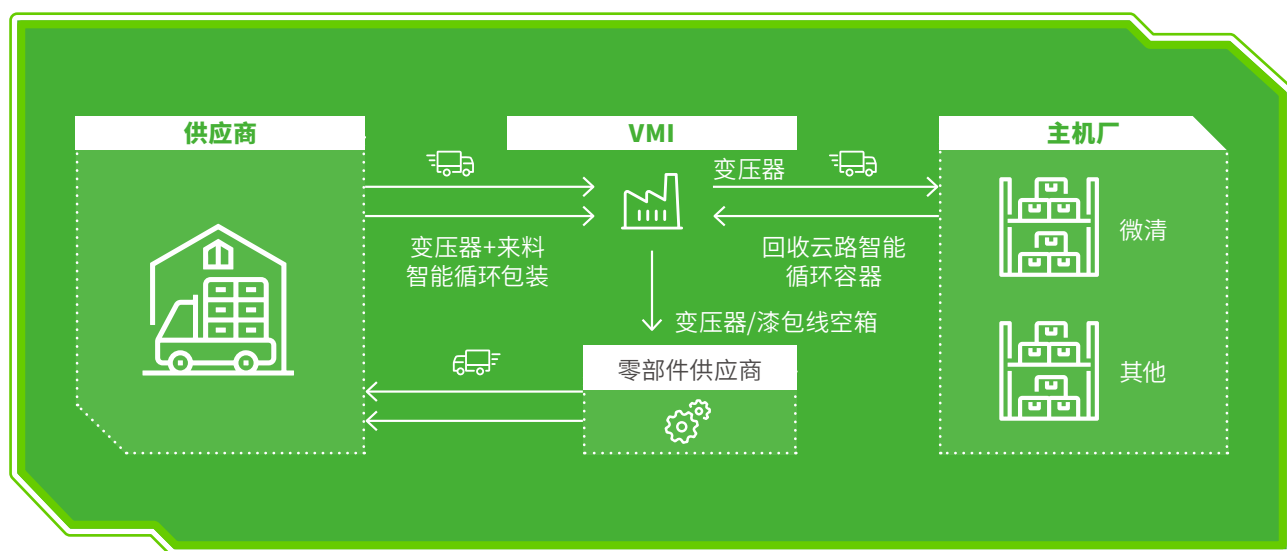 供应商
VMI
主机厂
变压器
变压器+来料
智能循环包装
回收云路智能
循环容器
微清
变压器/漆包线空箱
零部件供应商
其他